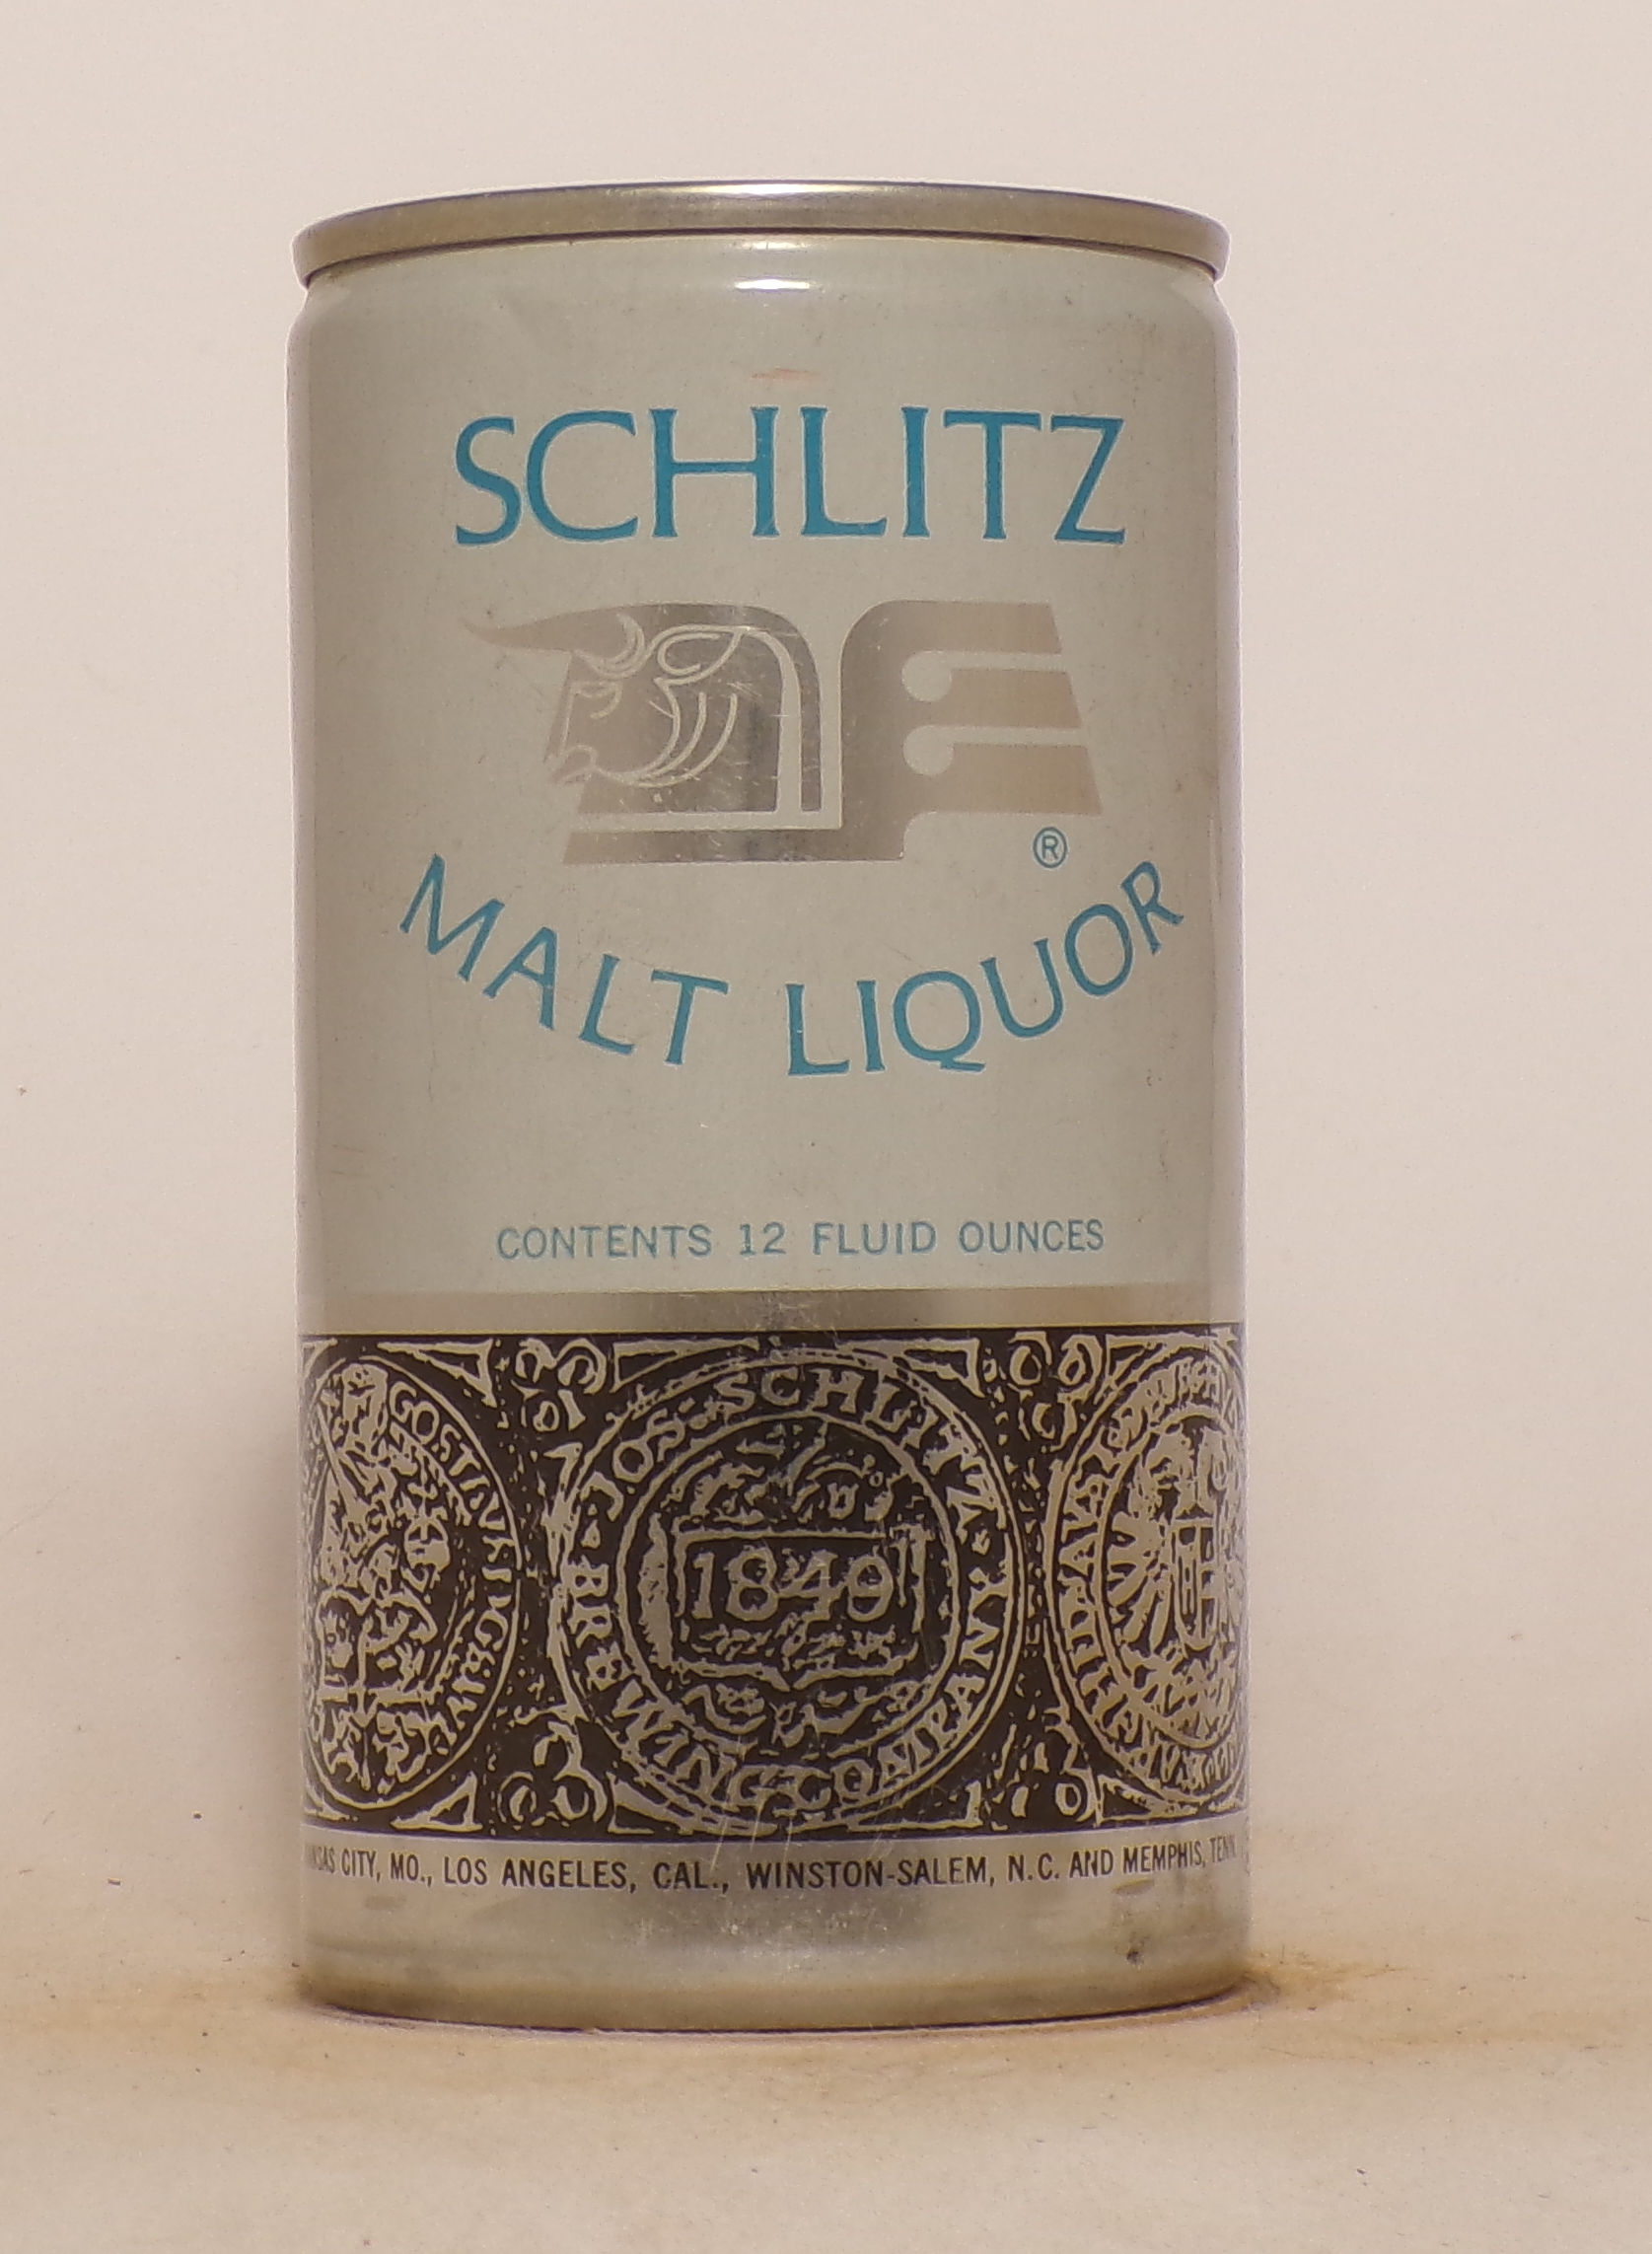 SCHLITZ
®
MALT LIQUOR
CONTENTS 12 FLUID OUNCES
JOS. SCHLITZ
BREWING COMPANY
1849
CITY, MO., LOS ANGELES, CAL., WINSTON-SALEM, N.C. AND MEMPHIS, TENN